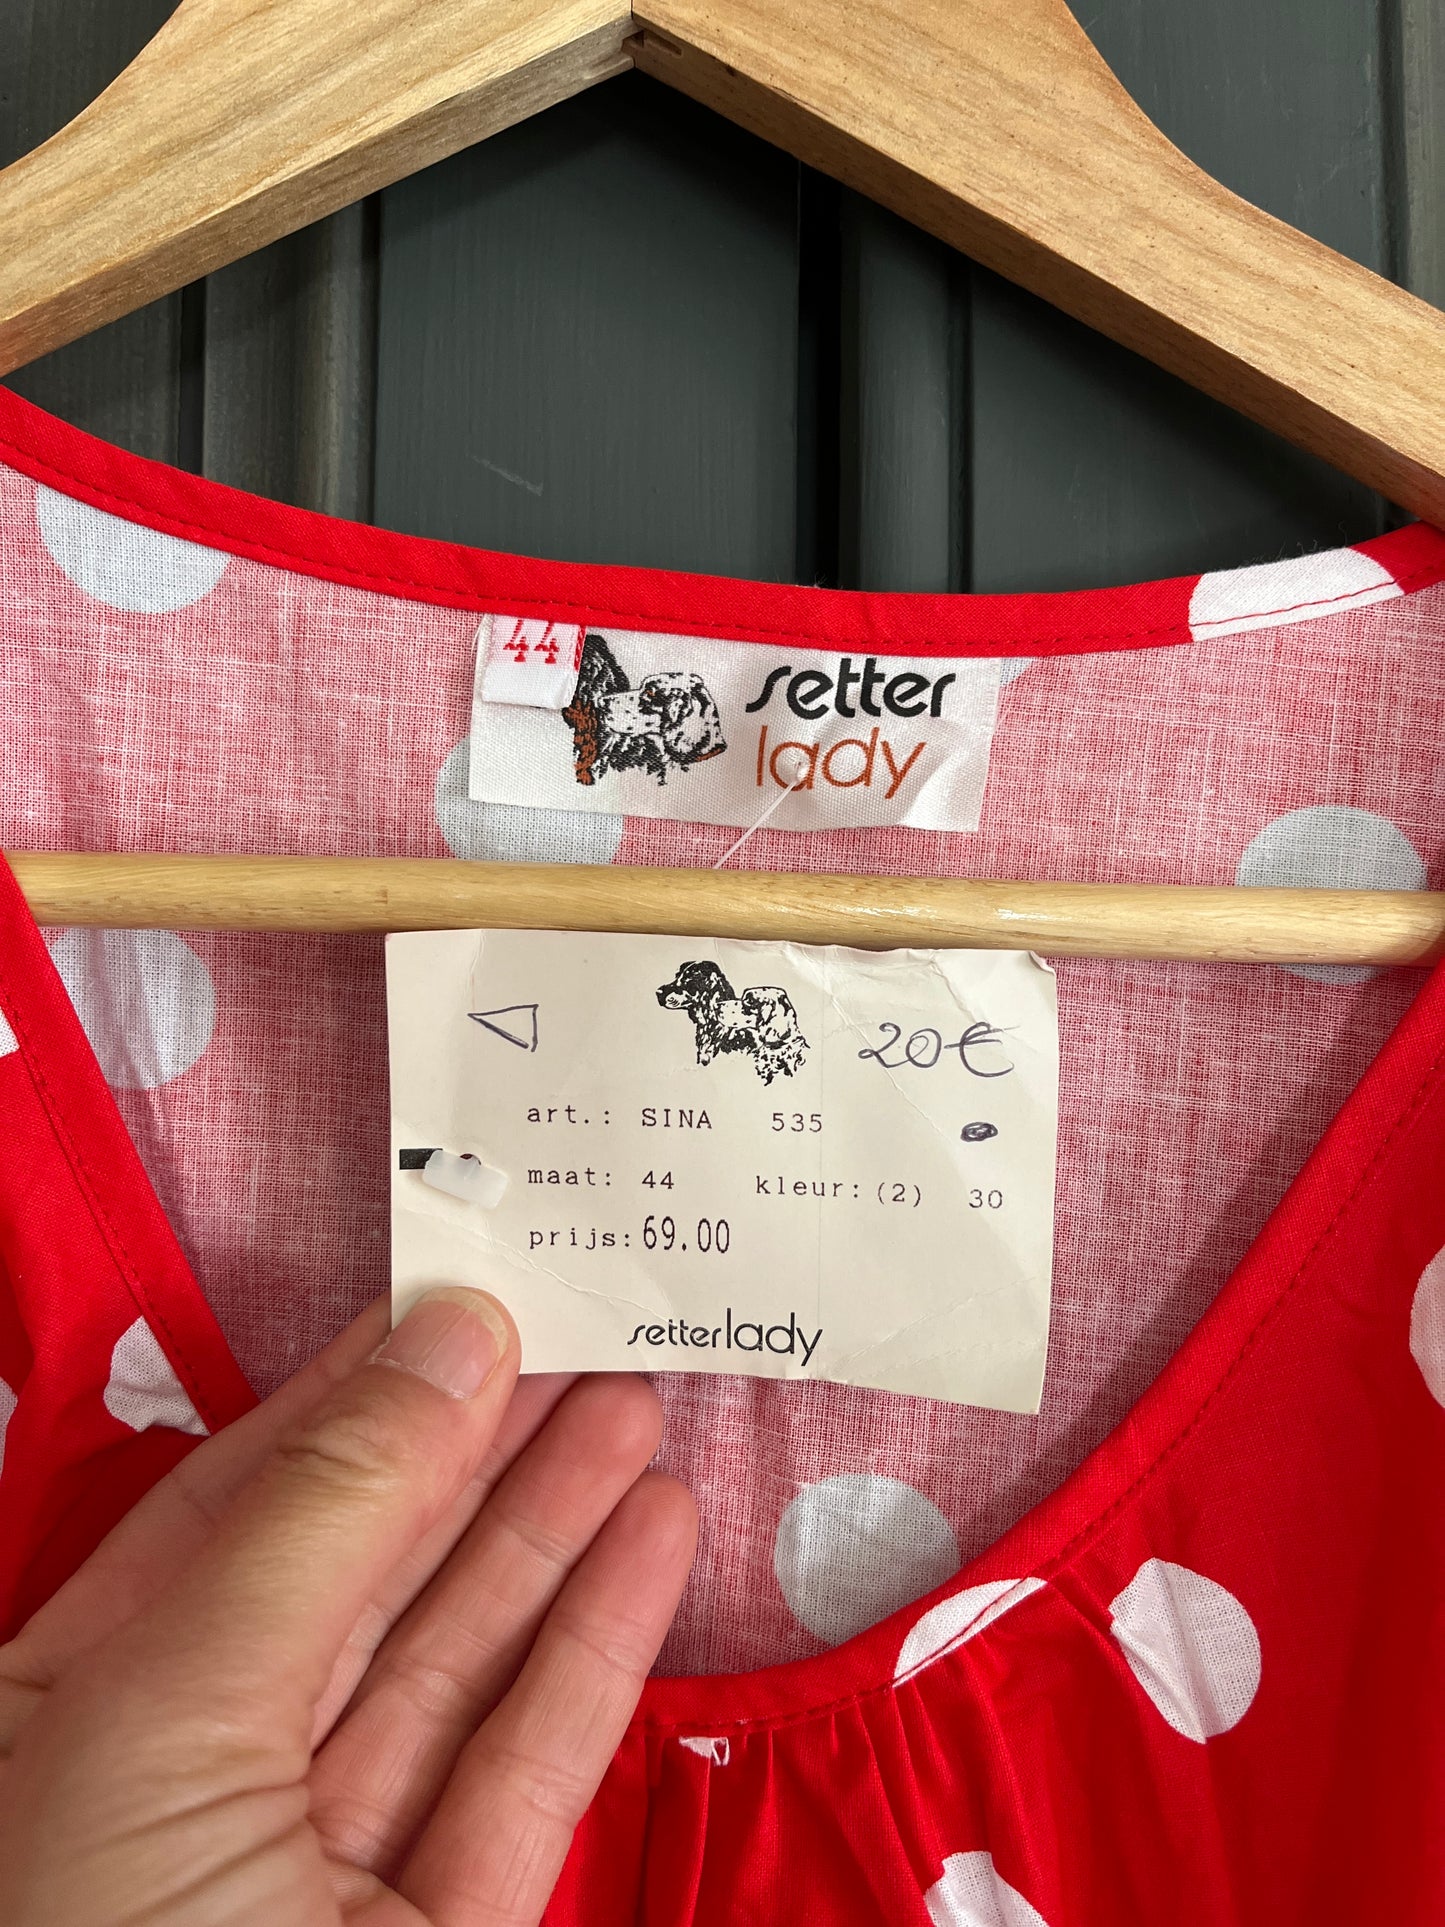 44
setter
lady
20€
art.: SINA 535
maat: 44 kleur: (2) 30
prijs: 69.00
setterlady